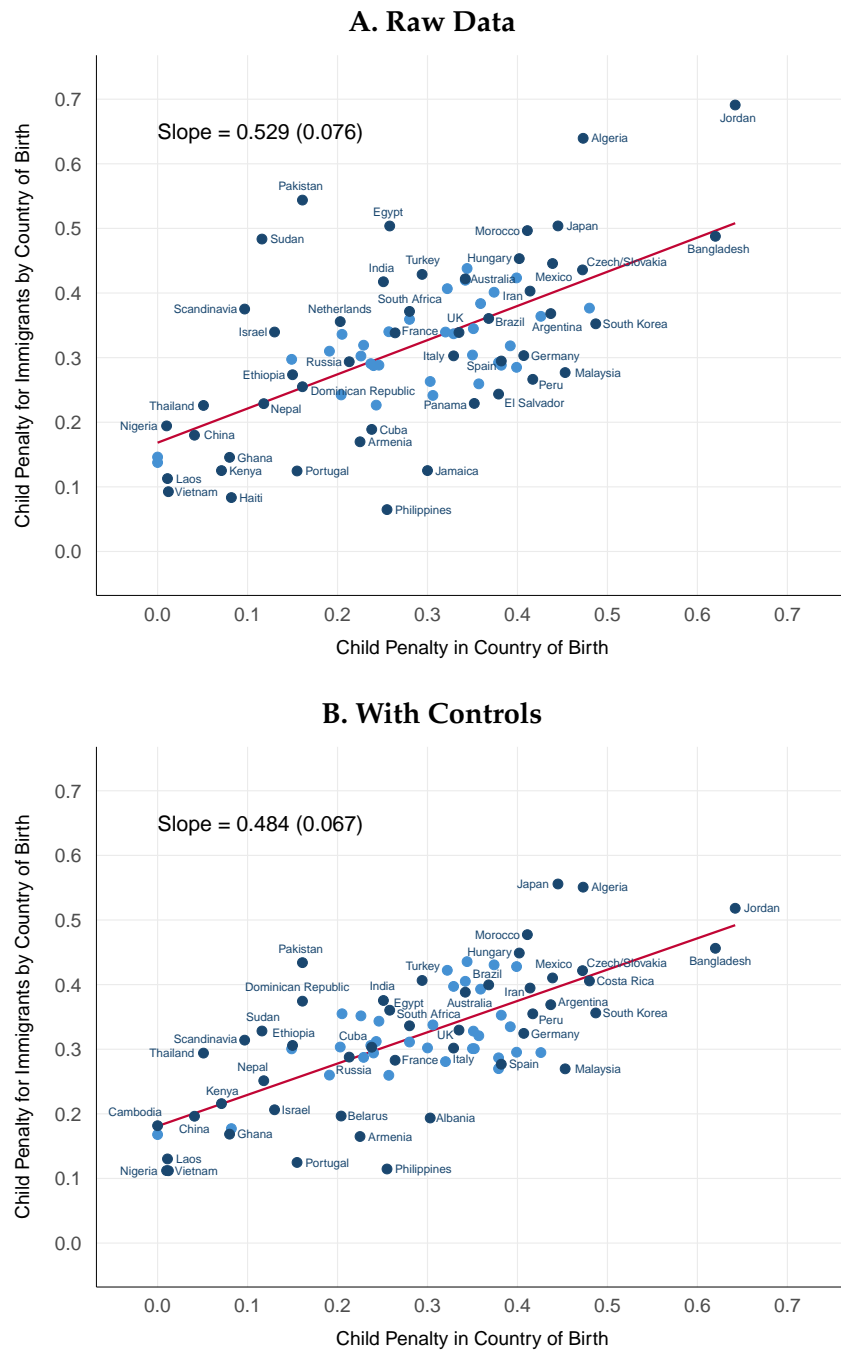 A. Raw Data
Child Penalty for Immigrants by Country of Birth
Slope = 0.529 (0.076)
0.7
0.6
0.5
0.4
0.3
0.2
0.1
0.0
Jordan
Algeria
Pakistan
Egypt
Sudan
Morocco
Japan
Bangladesh
Hungary
Czech/Slovakia
Turkey
India
Australia
Mexico
Iran
South Africa
Scandinavia
Netherlands
UK
Brazil
Argentina
South Korea
Israel
France
Italy
Germany
Russia
Spain
Ethiopia
Malaysia
Peru
Dominican Republic
El Salvador
Thailand
Nepal
Panama
Nigeria
China
Cuba
Armenia
Ghana
Kenya
Portugal
Jamaica
Laos
Vietnam
Haiti
Philippines
0.0 0.1 0.2 0.3 0.4 0.5 0.6 0.7
Child Penalty in Country of Birth
B. With Controls
Child Penalty for Immigrants by Country of Birth
Slope = 0.484 (0.067)
0.7
0.6
0.5
0.4
0.3
0.2
0.1
0.0
Japan
Algeria
Jordan
Morocco
Pakistan
Hungary
Bangladesh
Turkey
Czech/Slovakia
Brazil
Mexico
Costa Rica
Dominican Republic
India
Iran
Egypt
Australia
Argentina
South Africa
South Korea
Sudan
Peru
Scandinavia
Ethiopia
Cuba
UK
Germany
Thailand
Russia
France
Italy
Spain
Malaysia
Nepal
Kenya
Cambodia
Israel
Belarus
Albania
China
Ghana
Armenia
Laos
Portugal
Philippines
Nigeria
Vietnam
0.0 0.1 0.2 0.3 0.4 0.5 0.6 0.7
Child Penalty in Country of Birth